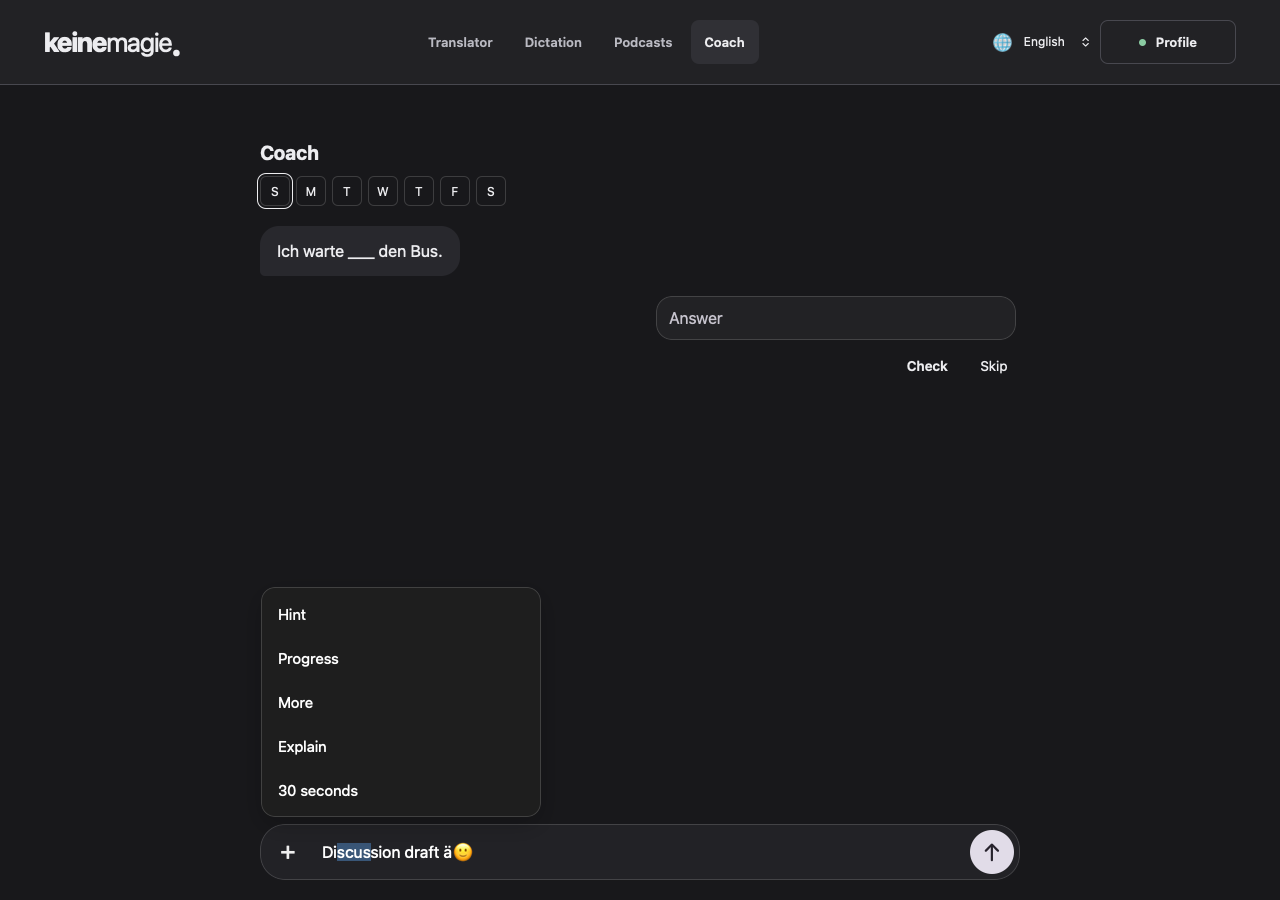 keinemagie.
Translator
Dictation
Podcasts
Coach
English
Profile
Coach
S M T W T F S
Ich warte ____ den Bus.
Answer
Check
Skip
Hint
Progress
More
Explain
30 seconds
+ Discussion draft ä🙂